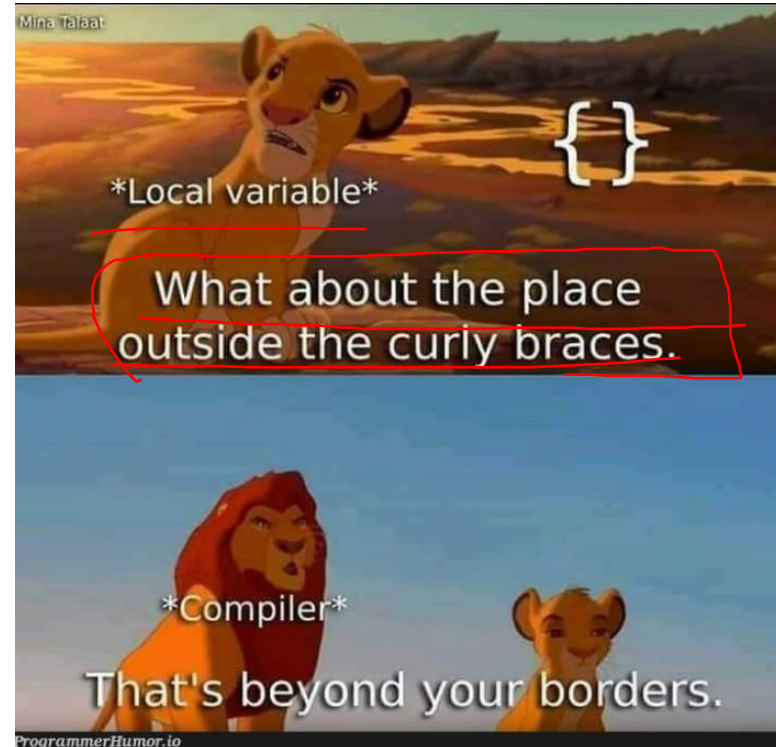 Mina Talaat
{}
*Local variable*
What about the place
outside the curly braces.
*Compiler*
That's beyond your borders.
ProgrammerHumor.io